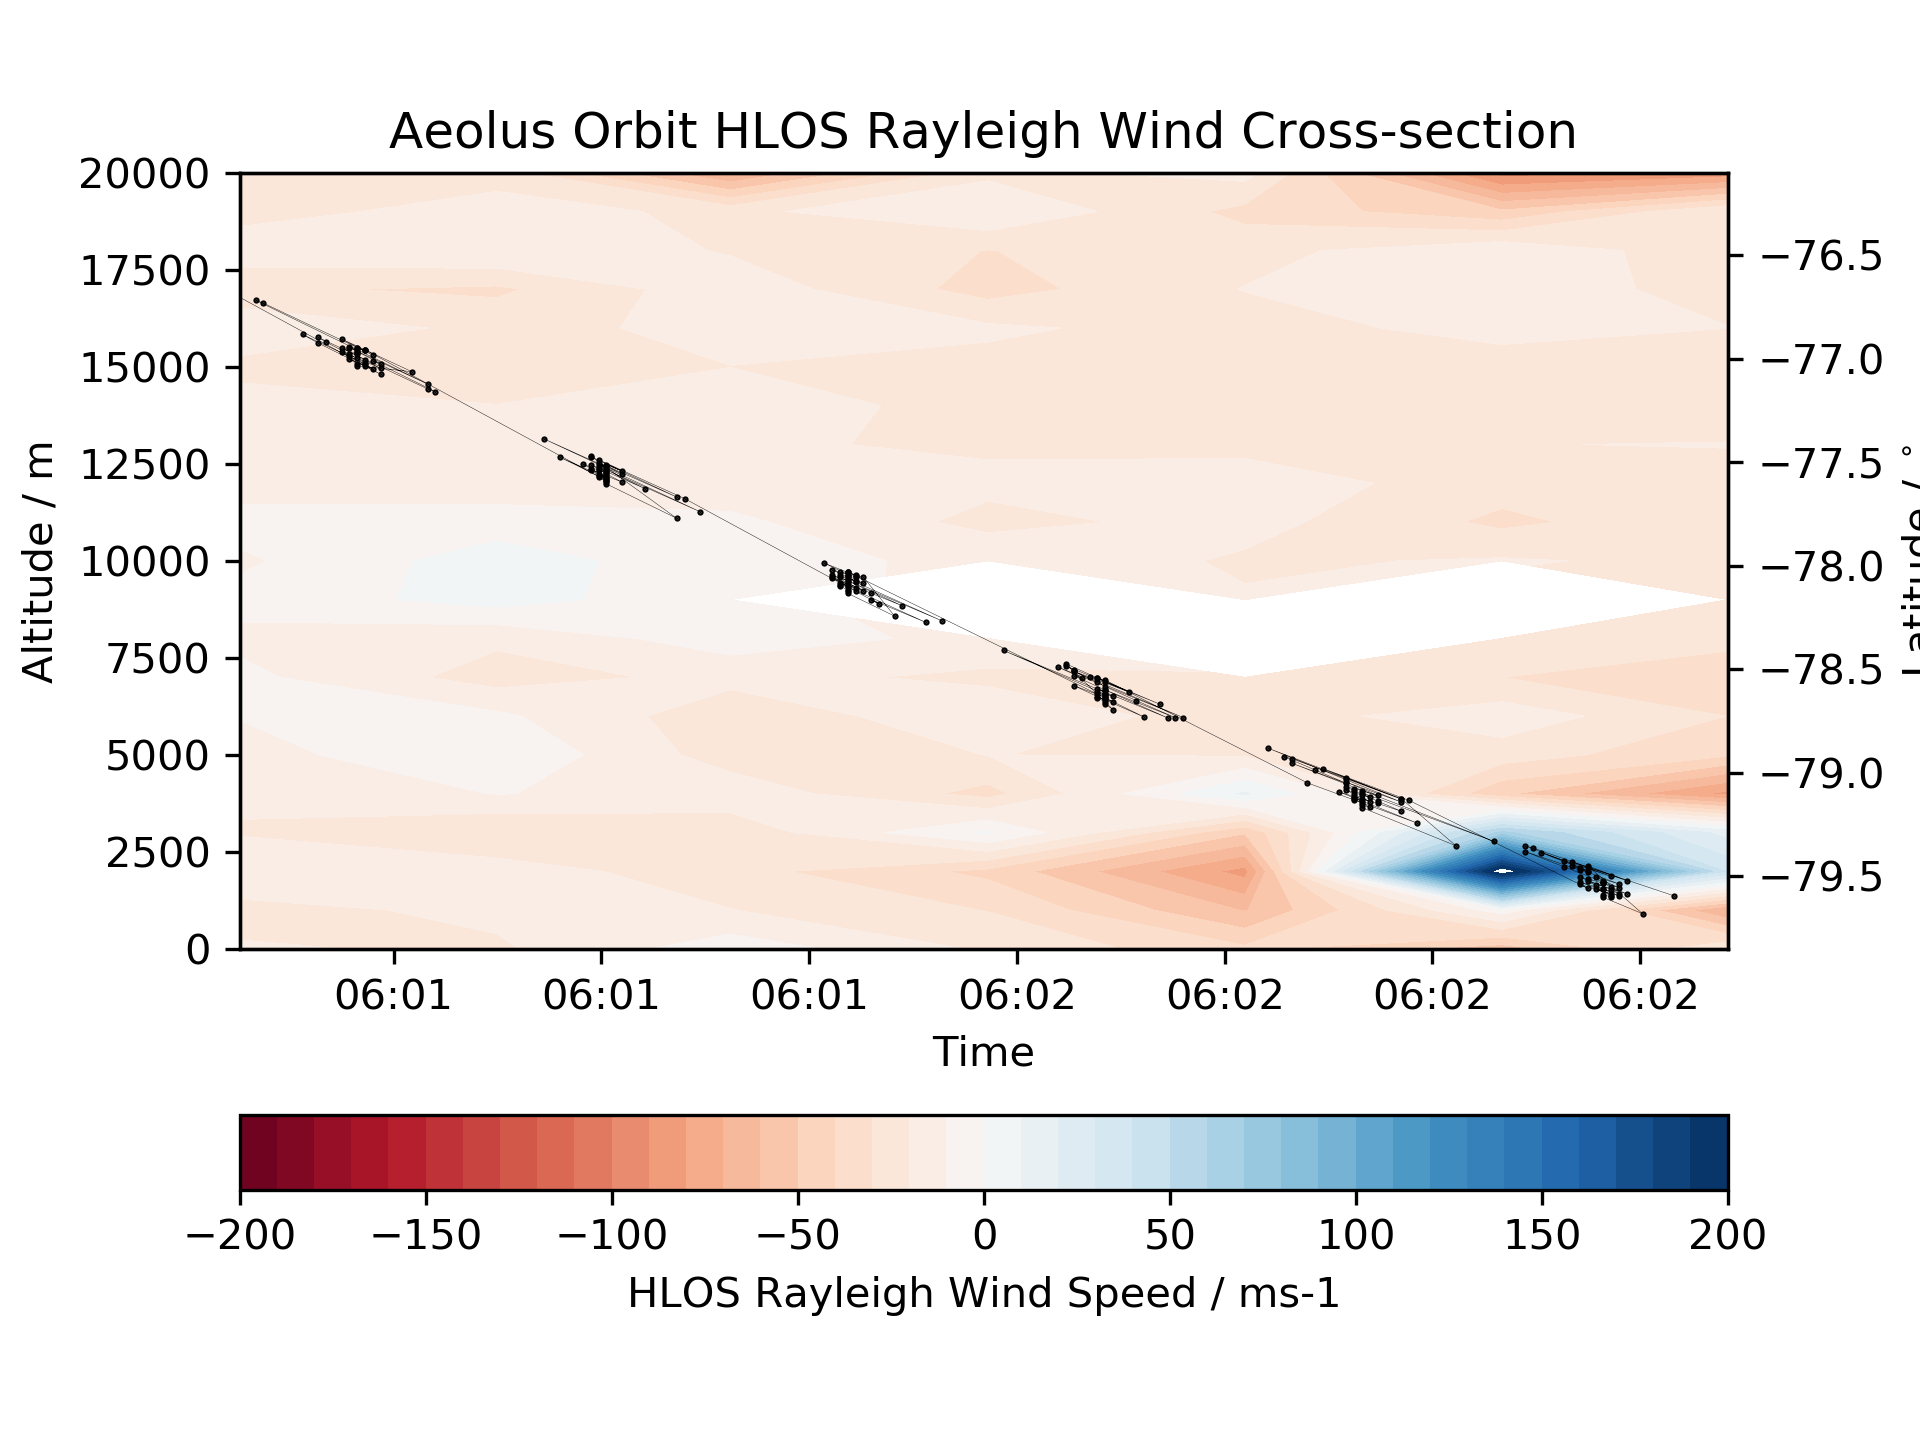 Aeolus Orbit HLOS Rayleigh Wind Cross-section
20000
17500
15000
12500
10000
7500
5000
2500
0
Altitude / m
−76.5
−77.0
−77.5
−78.0
−78.5
−79.0
−79.5
Latitude / °
06:01 06:01 06:01 06:02 06:02 06:02 06:02
Time
−200 −150 −100 −50 0 50 100 150 200
HLOS Rayleigh Wind Speed / ms-1